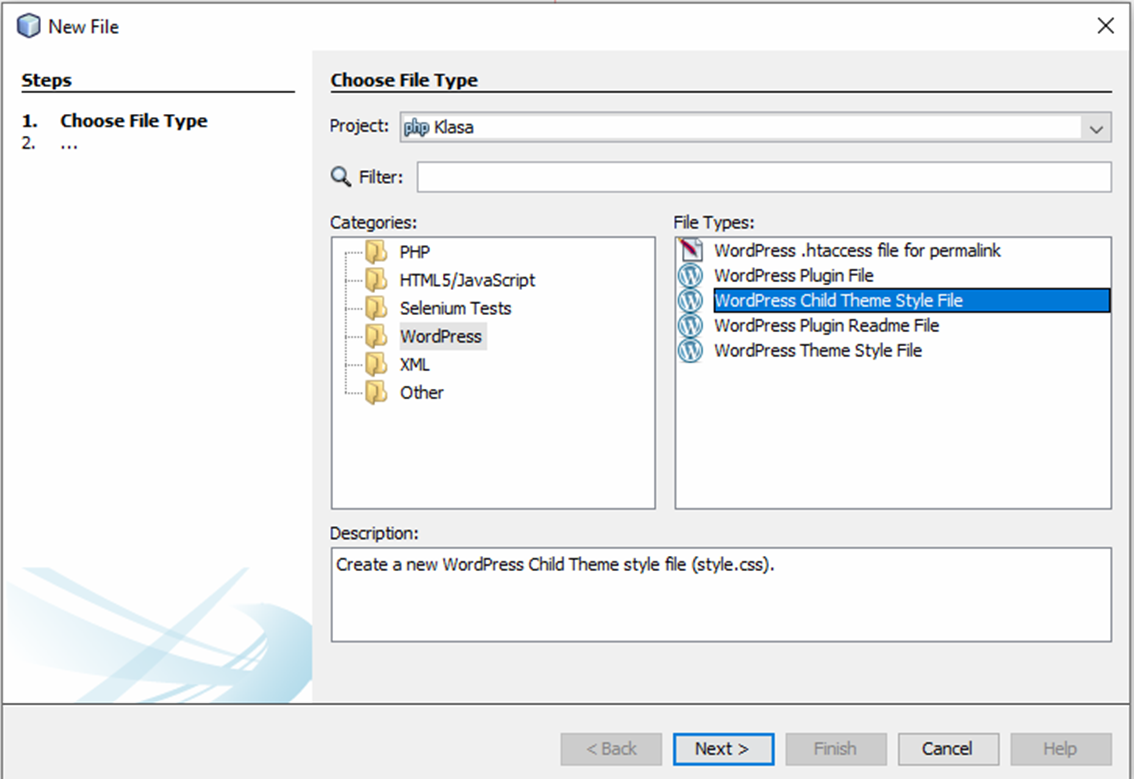 New File
Steps
1. Choose File Type
2. ...
Choose File Type
Project: php Klasa
Filter:
Categories:
PHP
HTML5/JavaScript
Selenium Tests
WordPress
XML
Other
File Types:
WordPress .htaccess file for permalink
WordPress Plugin File
WordPress Child Theme Style File
WordPress Plugin Readme File
WordPress Theme Style File
Description:
Create a new WordPress Child Theme style file (style.css).
< Back Next > Finish Cancel Help